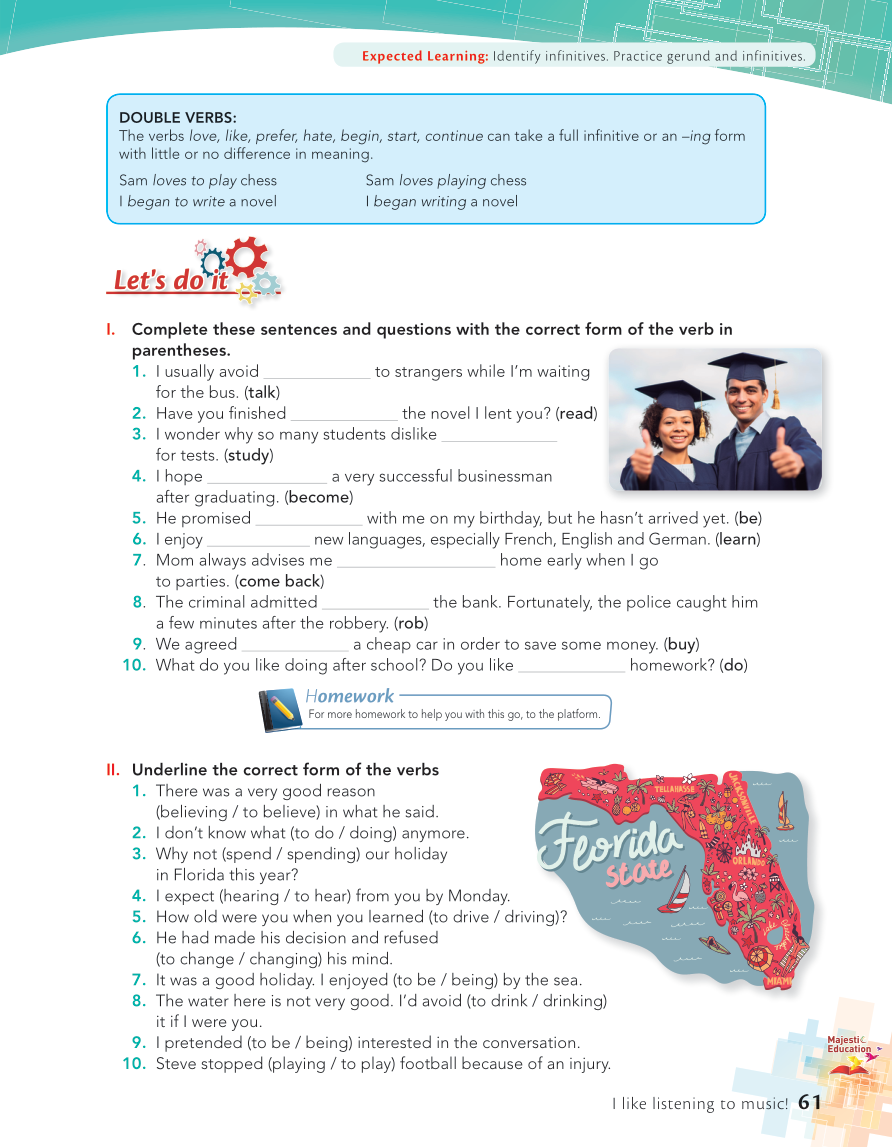 Expected Learning: Identify infinitives. Practice gerund and infinitives.
DOUBLE VERBS:
The verbs love, like, prefer, hate, begin, start, continue can take a full infinitive or an –ing form
with little or no difference in meaning.
Sam loves to play chess Sam loves playing chess
I began to write a novel I began writing a novel
Let's do it
I. Complete these sentences and questions with the correct form of the verb in
parentheses.
1. I usually avoid ____________ to strangers while I’m waiting
for the bus. (talk)
2. Have you finished ____________ the novel I lent you? (read)
3. I wonder why so many students dislike ____________
for tests. (study)
4. I hope ____________ a very successful businessman
after graduating. (become)
5. He promised ____________ with me on my birthday, but he hasn’t arrived yet. (be)
6. I enjoy ____________ new languages, especially French, English and German. (learn)
7. Mom always advises me ____________ home early when I go
to parties. (come back)
8. The criminal admitted ____________ the bank. Fortunately, the police caught him
a few minutes after the robbery. (rob)
9. We agreed ____________ a cheap car in order to save some money. (buy)
10. What do you like doing after school? Do you like ____________ homework? (do)
Homework
For more homework to help you with this go, to the platform.
II. Underline the correct form of the verbs
1. There was a very good reason
(believing / to believe) in what he said.
2. I don’t know what (to do / doing) anymore.
3. Why not (spend / spending) our holiday
in Florida this year?
4. I expect (hearing / to hear) from you by Monday.
5. How old were you when you learned (to drive / driving)?
6. He had made his decision and refused
(to change / changing) his mind.
7. It was a good holiday. I enjoyed (to be / being) by the sea.
8. The water here is not very good. I’d avoid (to drink / drinking)
it if I were you.
9. I pretended (to be / being) interested in the conversation.
10. Steve stopped (playing / to play) football because of an injury.
TELLAHASSE
JACKSONVILLE
Florida
State
ORLANDO
Lake
MIAMI
Majestic
Education
I like listening to music! 61